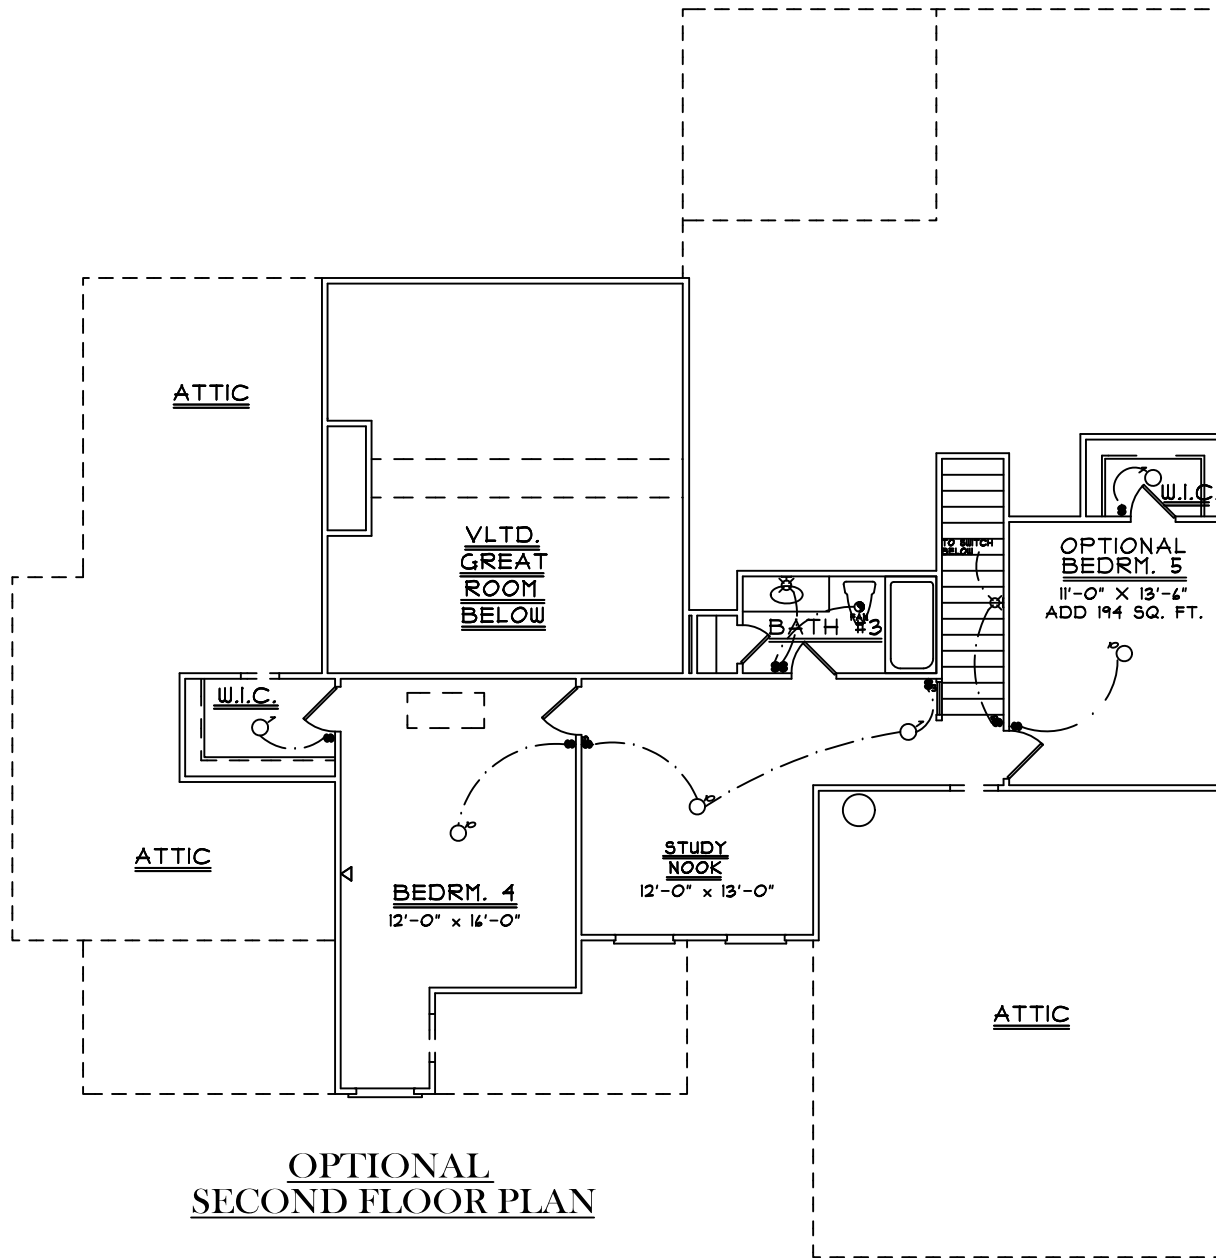 ATTIC
VLTD.
GREAT
ROOM
BELOW
W.I.C.
TO SWITCH
BELOW
OPTIONAL
BEDRM. 5
11'-0" X 13'-6"
ADD 194 SQ. FT.
FAN
BATH #3
W.I.C.
ATTIC
BEDRM. 4
12'-0" x 16'-0"
STUDY
NOOK
12'-0" x 13'-0"
ATTIC
OPTIONAL
SECOND FLOOR PLAN